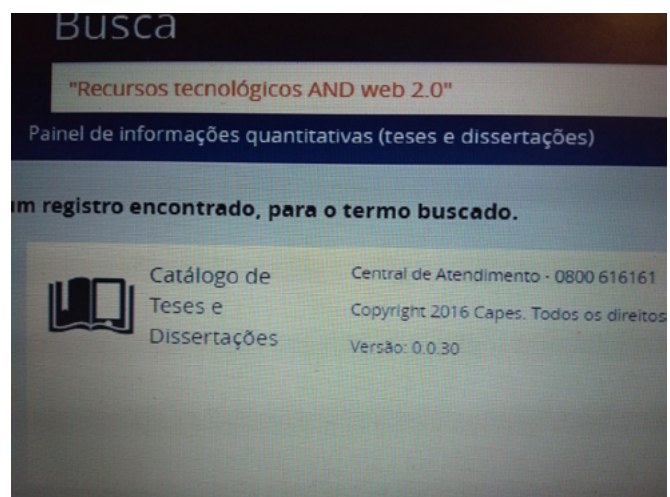 Busca
"Recursos tecnológicos AND web 2.0"
Painel de informações quantitativas (teses e dissertações)
um registro encontrado, para o termo buscado.
Catálogo de
Teses e
Dissertações
Central de Atendimento - 0800 616161
Copyright 2016 Capes. Todos os direitos
Versão: 0.0.30